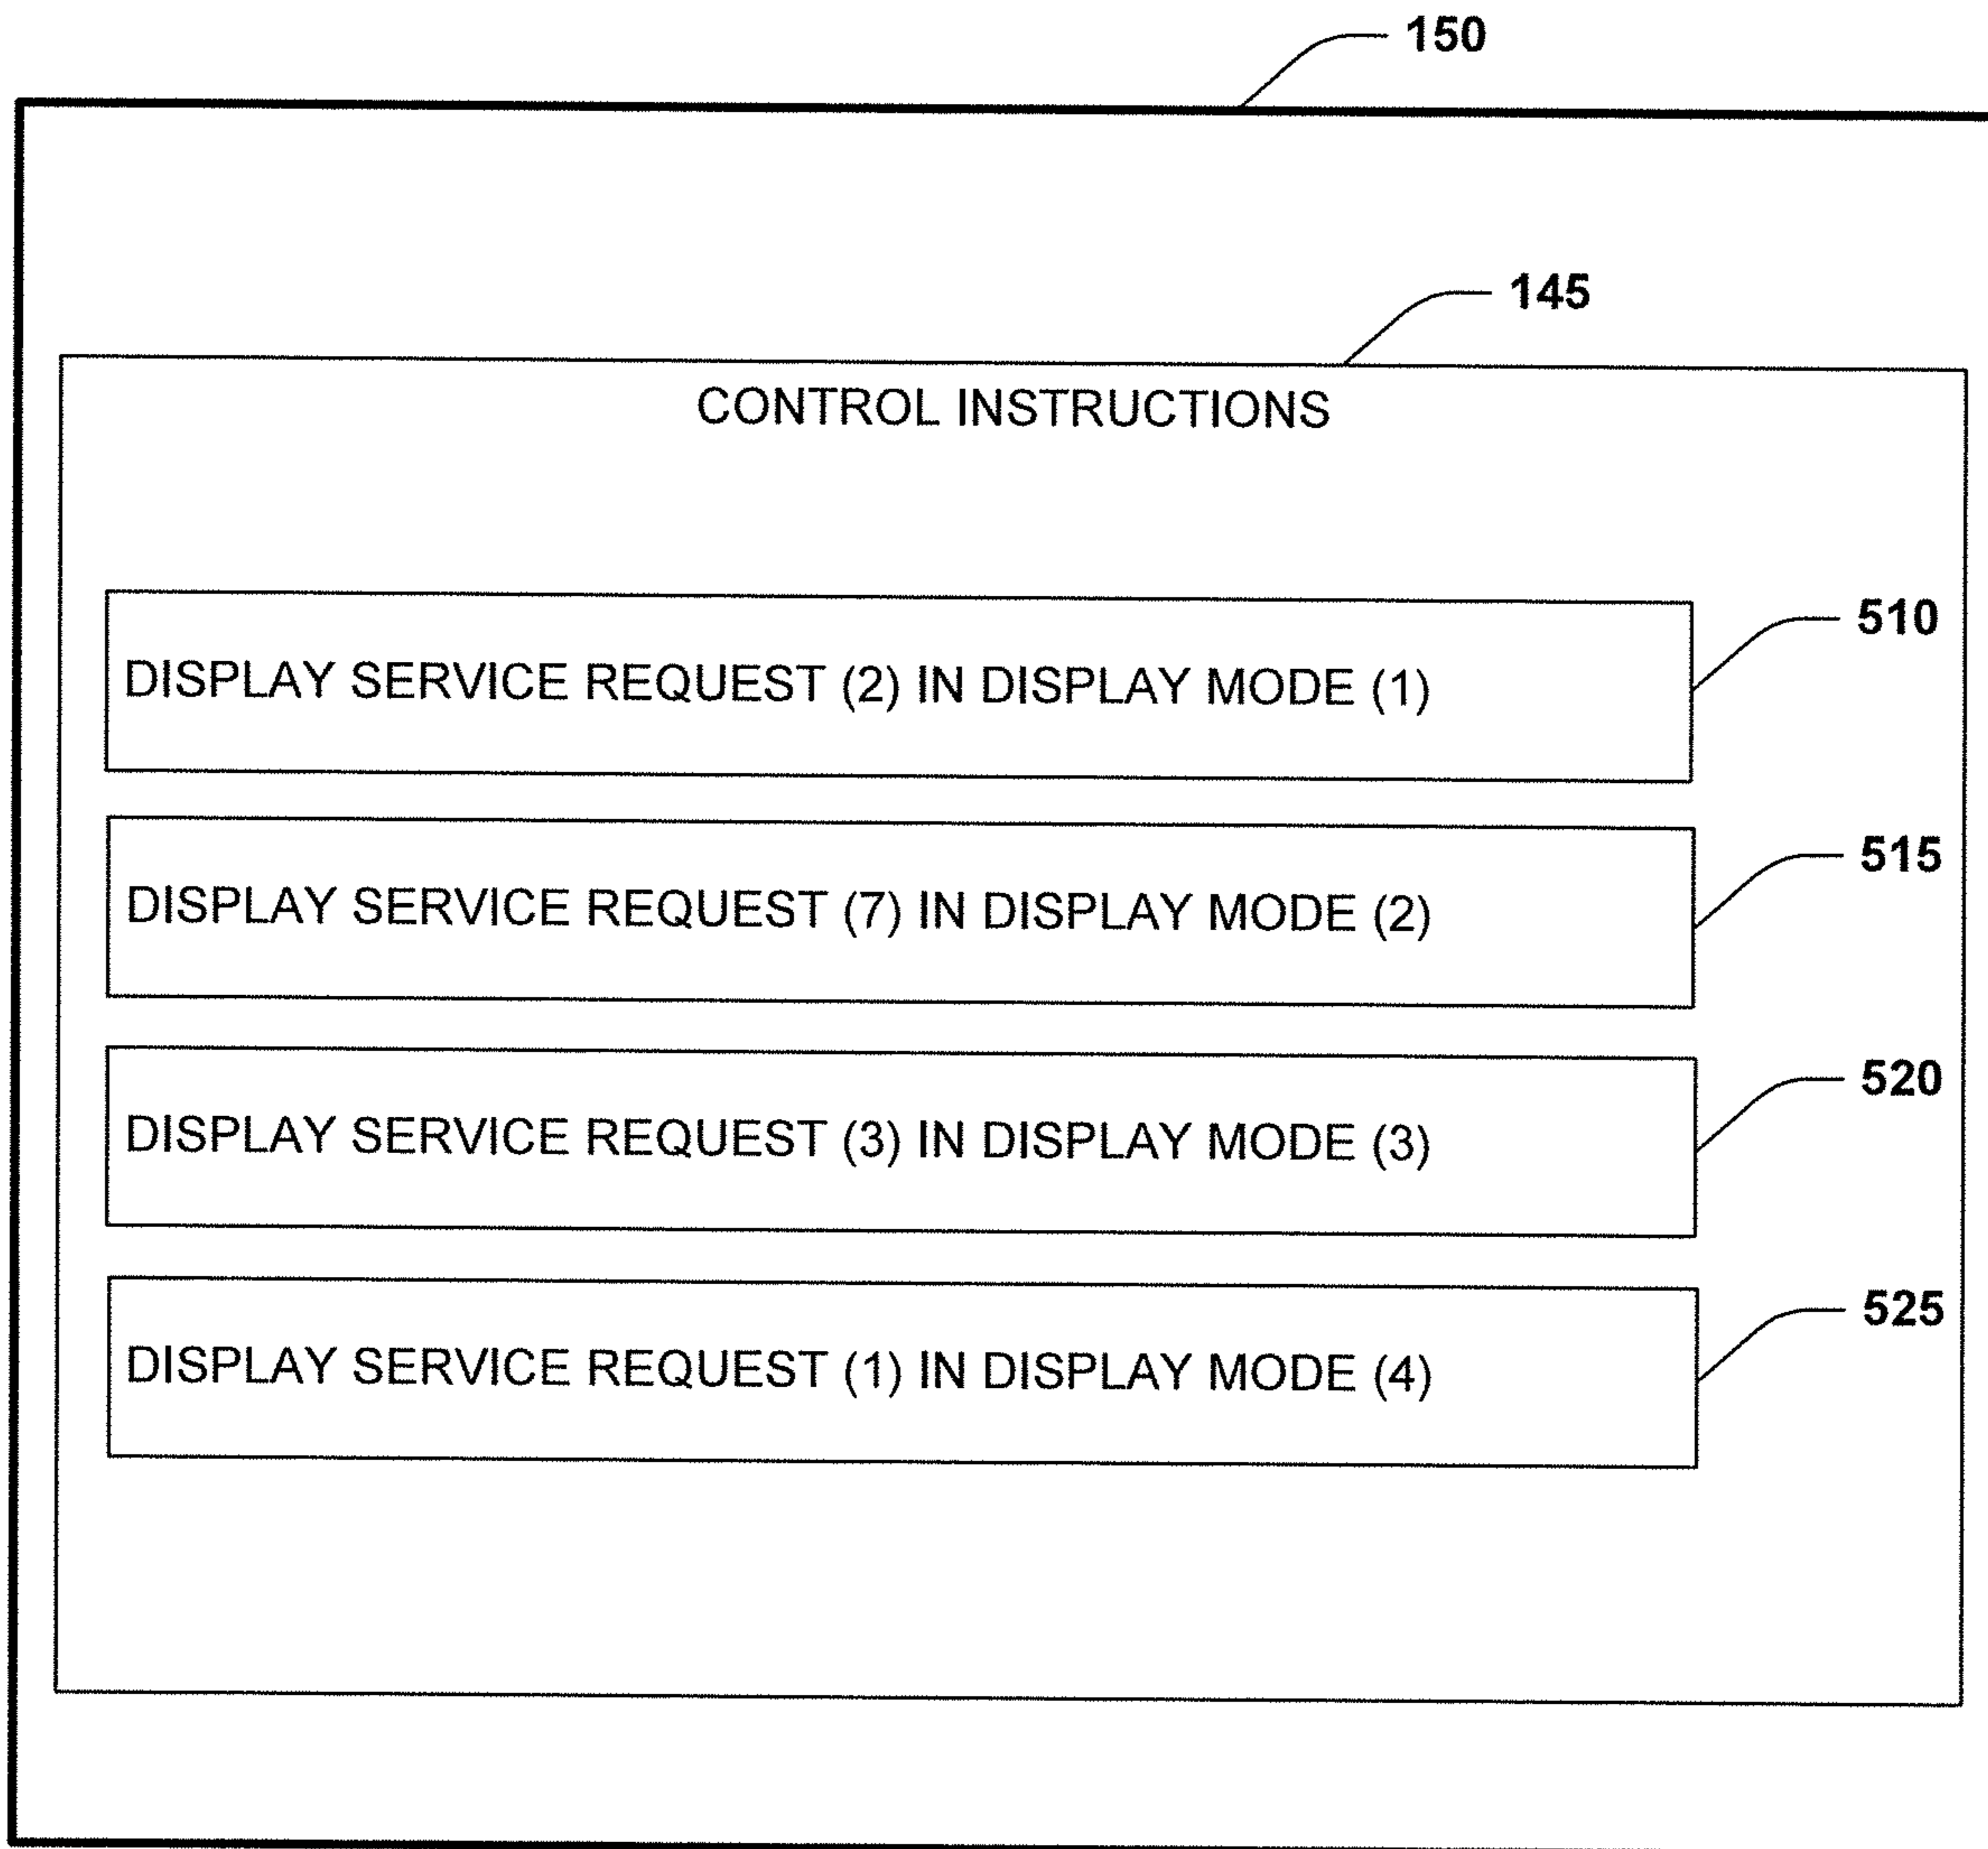 150
145
CONTROL INSTRUCTIONS
510
DISPLAY SERVICE REQUEST (2) IN DISPLAY MODE (1)
515
DISPLAY SERVICE REQUEST (7) IN DISPLAY MODE (2)
520
DISPLAY SERVICE REQUEST (3) IN DISPLAY MODE (3)
525
DISPLAY SERVICE REQUEST (1) IN DISPLAY MODE (4)